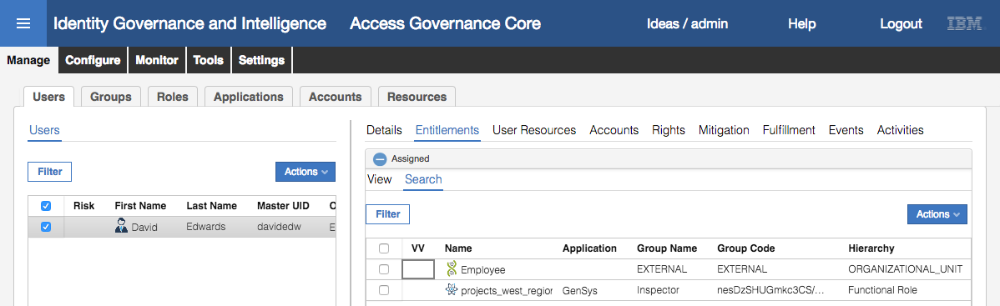 Identity Governance and Intelligence Access Governance Core Ideas / admin Help Logout IBM
Manage Configure Monitor Tools Settings
Users Groups Roles Applications Accounts Resources
Users
Filter Actions
Risk First Name Last Name Master UID O
David Edwards davidedw E
Details Entitlements User Resources Accounts Rights Mitigation Fulfillment Events Activities
Assigned
View Search
Filter Actions
VV Name Application Group Name Group Code Hierarchy
Employee EXTERNAL EXTERNAL ORGANIZATIONAL_UNIT
projects_west_region GenSys Inspector nesDzSHUGmkc3CS/... Functional Role